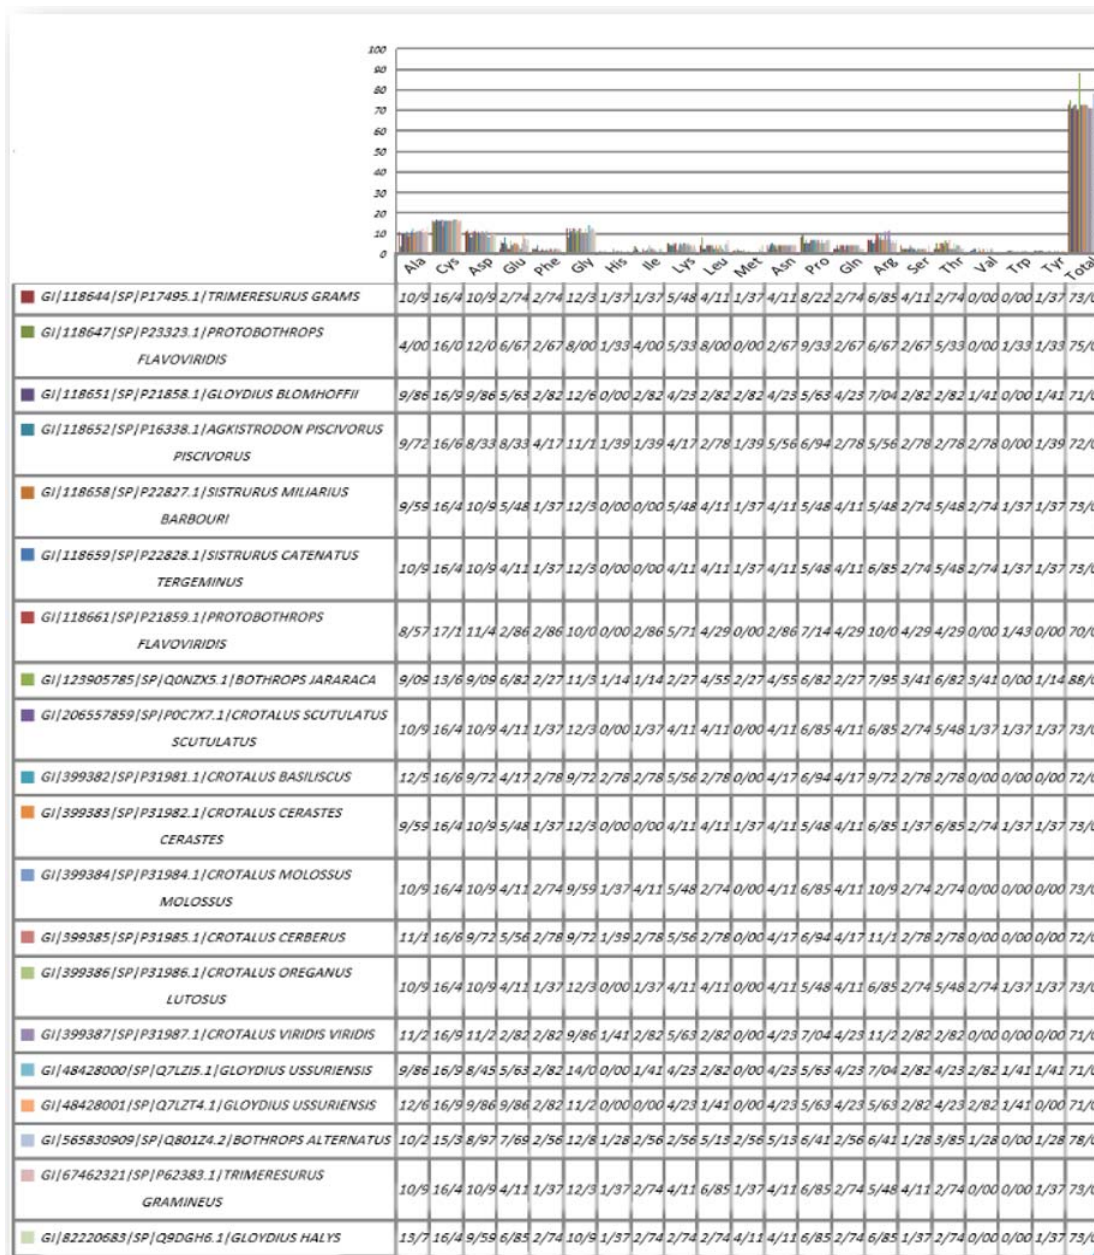 100
90
80
70
60
50
40
30
20
10
0
Ala Cys Asp Glu Phe Gly His Ile Lys Leu Met Asn Pro Gln Arg Ser Thr Val Trp Tyr Total
GI|118644|SP|P17495.1|TRIMERESURUS GRAMS 10/9 16/4 10/9 2/74 2/74 12/3 1/37 1/37 5/48 4/11 1/37 4/11 8/22 2/74 6/85 4/11 2/74 0/00 0/00 1/37 73/0
GI|118647|SP|P23323.1|PROTOBOTHROPS
FLAVOVIRIDIS
4/00 16/0 12/0 6/67 2/67 8/00 1/33 4/00 5/33 8/00 0/00 2/67 9/33 2/67 6/67 2/67 5/33 0/00 1/33 1/33 75/0
GI|118651|SP|P21858.1|GLOYDIUS BLOMHOFFII 9/86 16/9 9/86 5/63 2/82 12/6 0/00 2/82 4/23 2/82 2/82 4/23 5/63 4/23 7/04 2/82 2/82 1/41 0/00 1/41 71/0
GI|118652|SP|P16338.1|AGKISTRODON PISCIVORUS
PISCIVORUS
9/72 16/6 8/33 8/33 4/17 11/1 1/39 1/39 4/17 2/78 1/39 5/56 6/94 2/78 5/56 2/78 2/78 2/78 0/00 1/39 72/0
GI|118658|SP|P22827.1|SISTRURUS MILIARIUS
BARBOURI
9/59 16/4 10/9 5/48 1/37 12/3 0/00 0/00 5/48 4/11 1/37 4/11 5/48 4/11 5/48 2/74 5/48 2/74 1/37 1/37 73/0
GI|118659|SP|P22828.1|SISTRURUS CATENATUS
TERGEMINUS
10/9 16/4 10/9 4/11 1/37 12/3 0/00 0/00 4/11 4/11 1/37 4/11 5/48 4/11 6/85 2/74 5/48 2/74 1/37 1/37 73/0
GI|118661|SP|P21859.1|PROTOBOTHROPS
FLAVOVIRIDIS
8/57 17/1 11/4 2/86 2/86 10/0 0/00 2/86 5/71 4/29 0/00 2/86 7/14 4/29 10/0 4/29 4/29 0/00 1/43 0/00 70/0
GI|123905785|SP|Q0NZX5.1|BOTHROPS JARARACA 9/09 13/6 9/09 6/82 2/27 11/3 1/14 1/14 2/27 4/55 2/27 4/55 6/82 2/27 7/95 3/41 6/82 3/41 0/00 1/14 88/0
GI|206557859|SP|P0C7X7.1|CROTALUS SCUTULATUS
SCUTULATUS
10/9 16/4 10/9 4/11 1/37 12/3 0/00 1/37 4/11 4/11 0/00 4/11 6/85 4/11 6/85 2/74 5/48 1/37 1/37 1/37 73/0
GI|399382|SP|P31981.1|CROTALUS BASILISCUS 12/5 16/6 9/72 4/17 2/78 9/72 2/78 2/78 5/56 2/78 0/00 4/17 6/94 4/17 9/72 2/78 2/78 0/00 0/00 0/00 72/0
GI|399383|SP|P31982.1|CROTALUS CERASTES
CERASTES
9/59 16/4 10/9 5/48 1/37 12/3 0/00 0/00 4/11 4/11 1/37 4/11 5/48 4/11 6/85 1/37 6/85 2/74 1/37 1/37 73/0
GI|399384|SP|P31984.1|CROTALUS MOLOSSUS
MOLOSSUS
10/9 16/4 10/9 4/11 2/74 9/59 1/37 4/11 5/48 2/74 0/00 4/11 6/85 4/11 10/9 2/74 2/74 0/00 0/00 0/00 73/0
GI|399385|SP|P31985.1|CROTALUS CERBERUS 11/1 16/6 9/72 5/56 2/78 9/72 1/39 2/78 5/56 2/78 0/00 4/17 6/94 4/17 11/1 2/78 2/78 0/00 0/00 0/00 72/0
GI|399386|SP|P31986.1|CROTALUS OREGANUS
LUTOSUS
10/9 16/4 10/9 4/11 1/37 12/3 0/00 1/37 4/11 4/11 0/00 4/11 5/48 4/11 6/85 2/74 5/48 2/74 1/37 1/37 73/0
GI|399387|SP|P31987.1|CROTALUS VIRIDIS VIRIDIS 11/2 16/9 11/2 2/82 2/82 9/86 1/41 2/82 5/63 2/82 0/00 4/23 7/04 4/23 11/2 2/82 2/82 0/00 0/00 0/00 71/0
GI|48428000|SP|Q7LZI5.1|GLOYDIUS USSURIENSIS 9/86 16/9 8/45 5/63 2/82 14/0 0/00 1/41 4/23 2/82 0/00 4/23 5/63 4/23 7/04 2/82 4/23 2/82 1/41 1/41 71/0
GI|48428001|SP|Q7LZT4.1|GLOYDIUS USSURIENSIS 12/6 16/9 9/86 9/86 2/82 11/2 0/00 0/00 4/23 1/41 0/00 4/23 5/63 4/23 5/63 2/82 4/23 2/82 1/41 0/00 71/0
GI|565830909|SP|Q801Z4.2|BOTHROPS ALTERNATUS 10/2 15/3 8/97 7/69 2/56 12/8 1/28 2/56 2/56 5/13 2/56 5/13 6/41 2/56 6/41 1/28 3/85 1/28 0/00 1/28 78/0
GI|67462321|SP|P62383.1|TRIMERESURUS
GRAMINEUS
10/9 16/4 10/9 4/11 1/37 12/3 1/37 2/74 4/11 6/85 1/37 4/11 6/85 2/74 5/48 4/11 2/74 0/00 0/00 1/37 73/0
GI|82220683|SP|Q9DGH6.1|GLOYDIUS HALYS 13/7 16/4 9/59 6/85 2/74 10/9 1/37 2/74 2/74 2/74 4/11 4/11 6/85 2/74 6/85 1/37 2/74 0/00 0/00 1/37 73/0